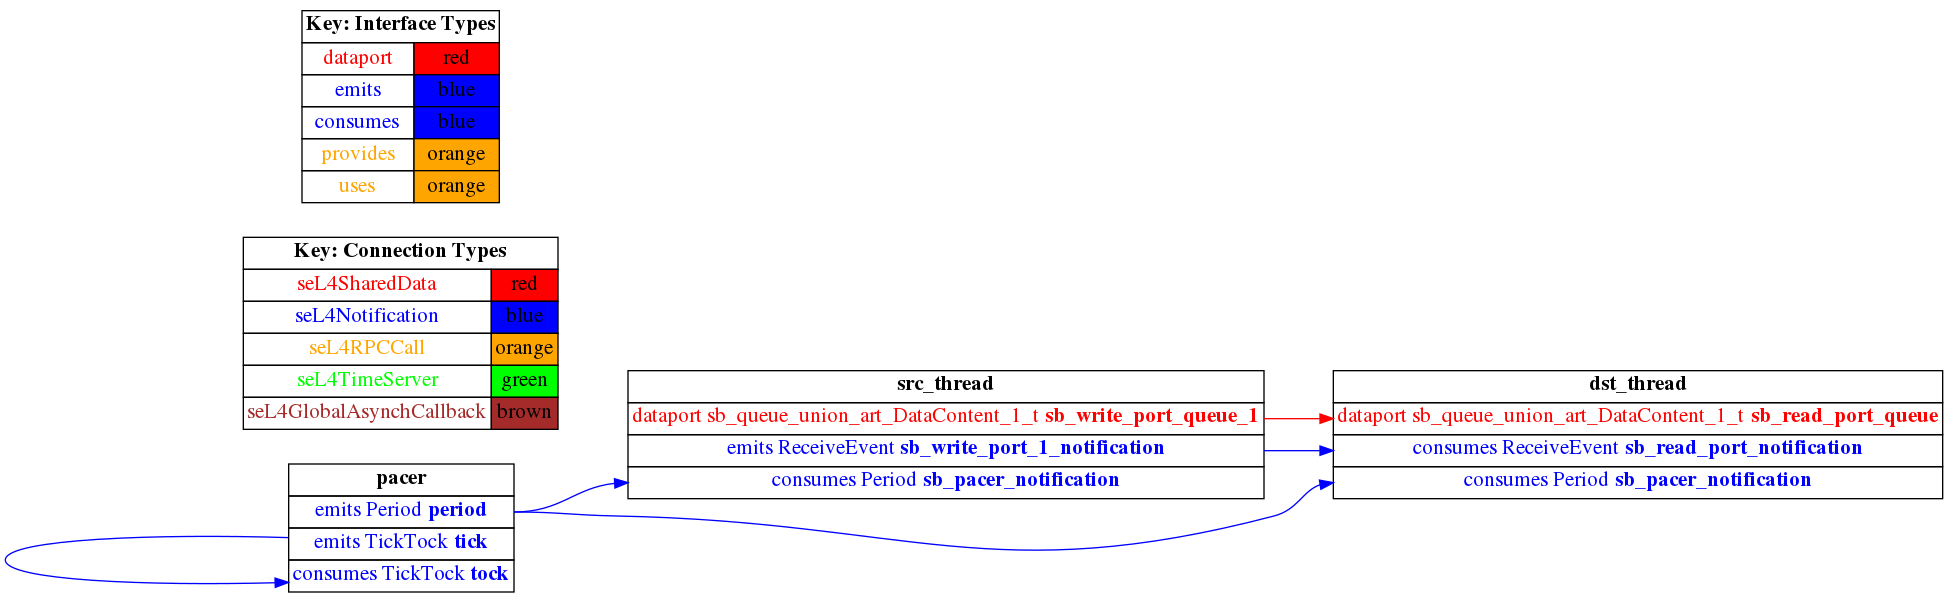 Key: Interface Types
dataport red
emits blue
consumes blue
provides orange
uses orange
Key: Connection Types
seL4SharedData red
seL4Notification blue
seL4RPCCall orange
seL4TimeServer green
seL4GlobalAsynchCallback brown
pacer
emits Period period
emits TickTock tick
consumes TickTock tock
src_thread
dataport sb_queue_union_art_DataContent_1_t sb_write_port_queue_1
emits ReceiveEvent sb_write_port_1_notification
consumes Period sb_pacer_notification
dst_thread
dataport sb_queue_union_art_DataContent_1_t sb_read_port_queue
consumes ReceiveEvent sb_read_port_notification
consumes Period sb_pacer_notification